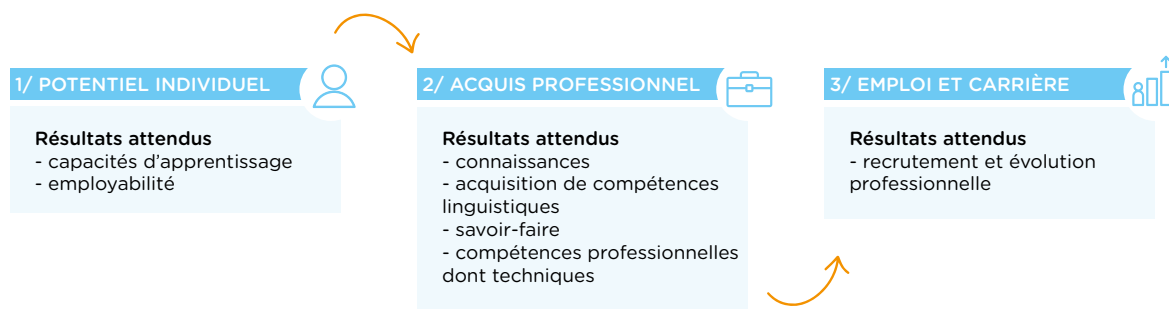 1/ POTENTIEL INDIVIDUEL
Résultats attendus
- capacités d'apprentissage
- employabilité
2/ ACQUIS PROFESSIONNEL
Résultats attendus
- connaissances
- acquisition de compétences
linguistiques
- savoir-faire
- compétences professionnelles
dont techniques
3/ EMPLOI ET CARRIÈRE
Résultats attendus
- recrutement et évolution
professionnelle